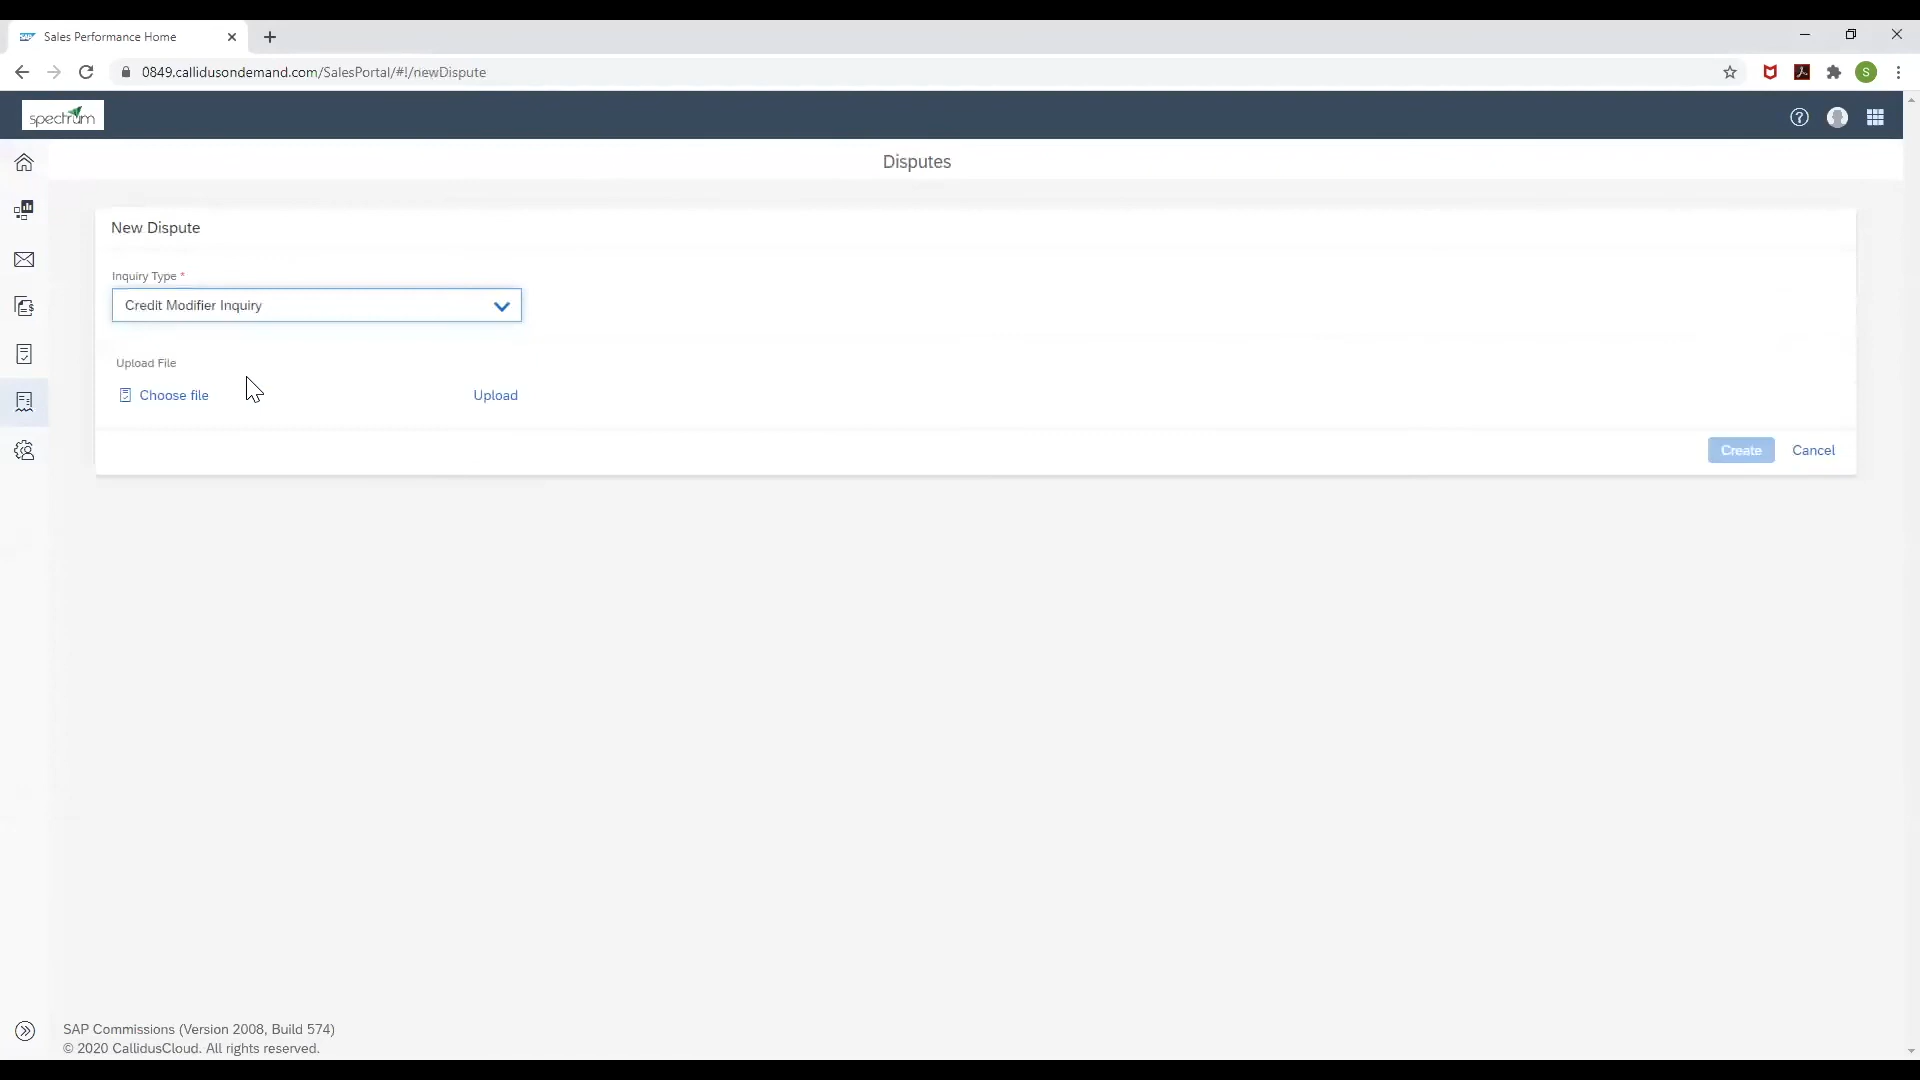 Sales Performance Home
0849.callidusondemand.com/SalesPortal/#!/newDispute
S
spectrum
Disputes
New Dispute
Inquiry Type *
Credit Modifier Inquiry
Upload File
Choose file Upload
Create Cancel
SAP Commissions (Version 2008, Build 574)
© 2020 CallidusCloud. All rights reserved.